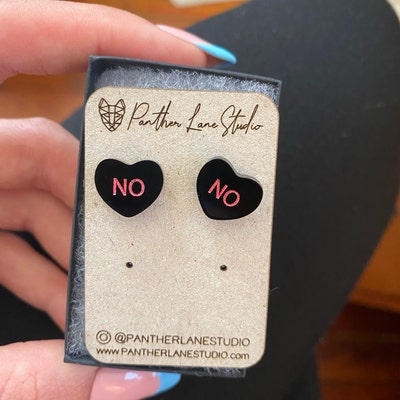 Panther Lane Studio
NO NO
@PANTHERLANESTUDIO
www.PANTHERLANESTUDIO.com